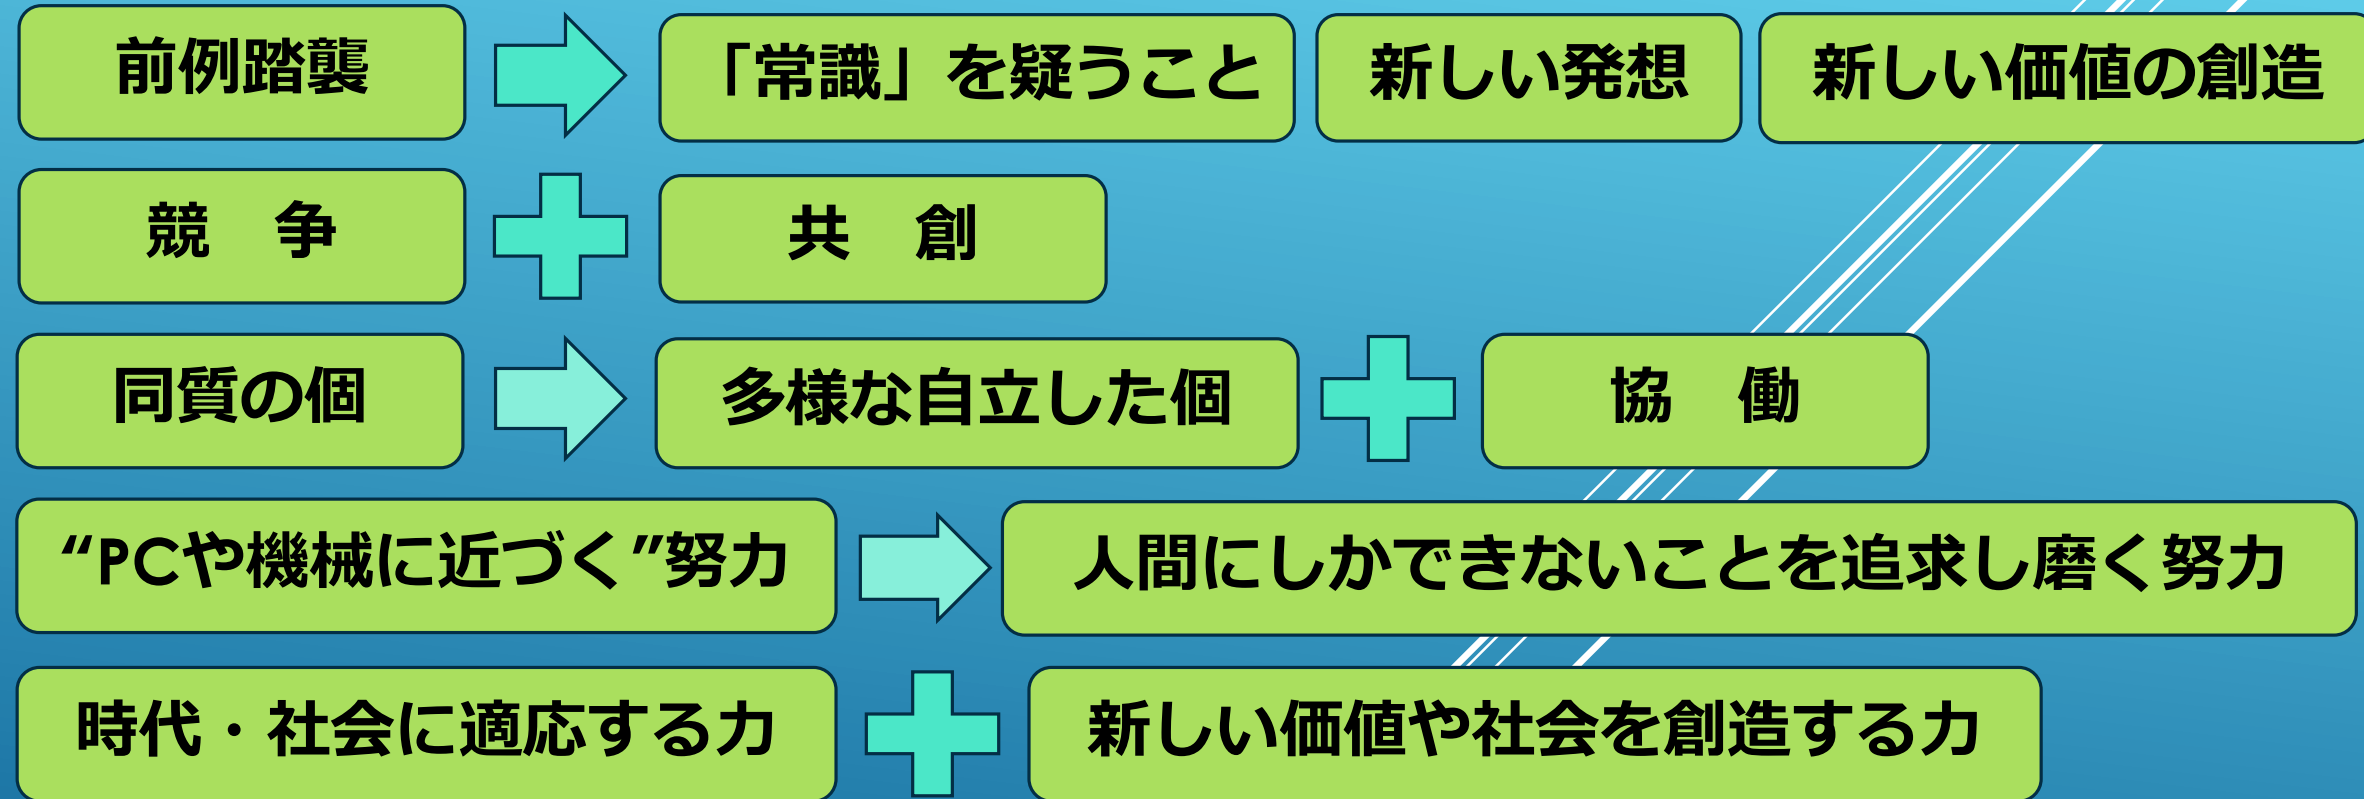 前例踏襲 「常識」を疑うこと 新しい発想 新しい価値の創造
競　争 共　創
同質の個 多様な自立した個 協　働
“PCや機械に近づく”努力 人間にしかできないことを追求し磨く努力
時代・社会に適応する力 新しい価値や社会を創造する力